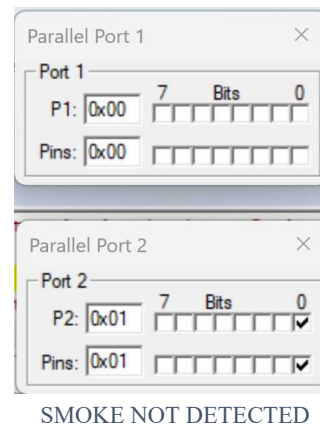 Parallel Port 1
Port 1
7 Bits 0
P1: 0x00
Pins: 0x00
Parallel Port 2
Port 2
7 Bits 0
P2: 0x01
Pins: 0x01
SMOKE NOT DETECTED